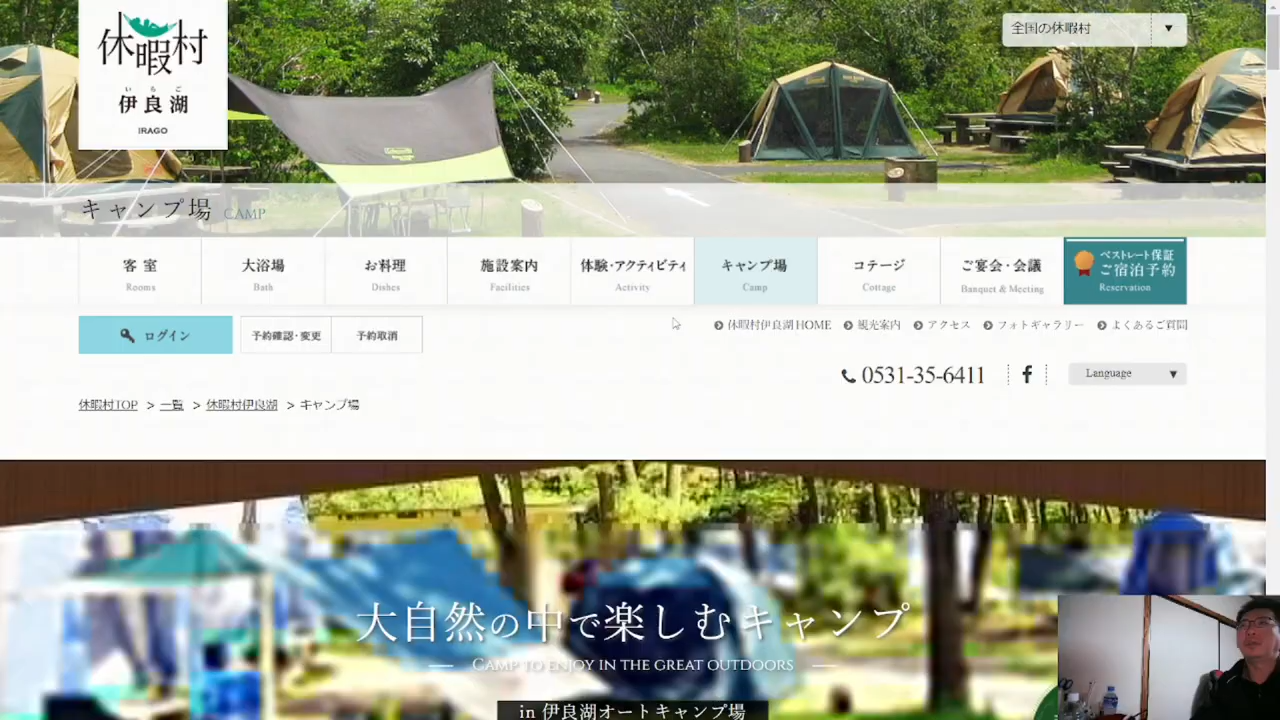 休暇村
いらご
伊良湖
IRAGO
全国の休暇村 ▼
キャンプ場 CAMP
客室
Rooms
大浴場
Bath
お料理
Dishes
施設案内
Facilities
体験・アクティビティ
Activity
キャンプ場
Camp
コテージ
Cottage
ご宴会・会議
Banquet & Meeting
ベストレート保証
ご宿泊予約
Reservation
ログイン
予約確認・変更
予約取消
休暇村伊良湖HOME
観光案内
アクセス
フォトギャラリー
よくあるご質問
0531-35-6411
Language ▼
休暇村TOP > 一覧 > 休暇村伊良湖 > キャンプ場
大自然の中で楽しむキャンプ
CAMP TO ENJOY IN THE GREAT OUTDOORS
in 伊良湖オートキャンプ場